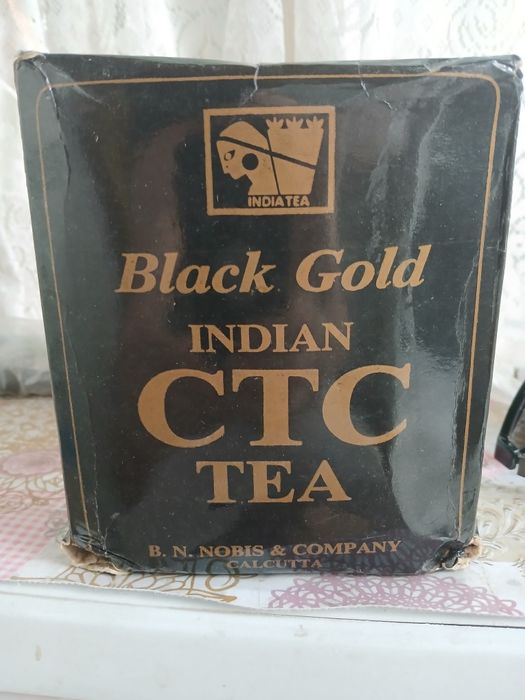 INDIA TEA
Black Gold
INDIAN
CTC
TEA
B. N. NOBIS & COMPANY
CALCUTTA